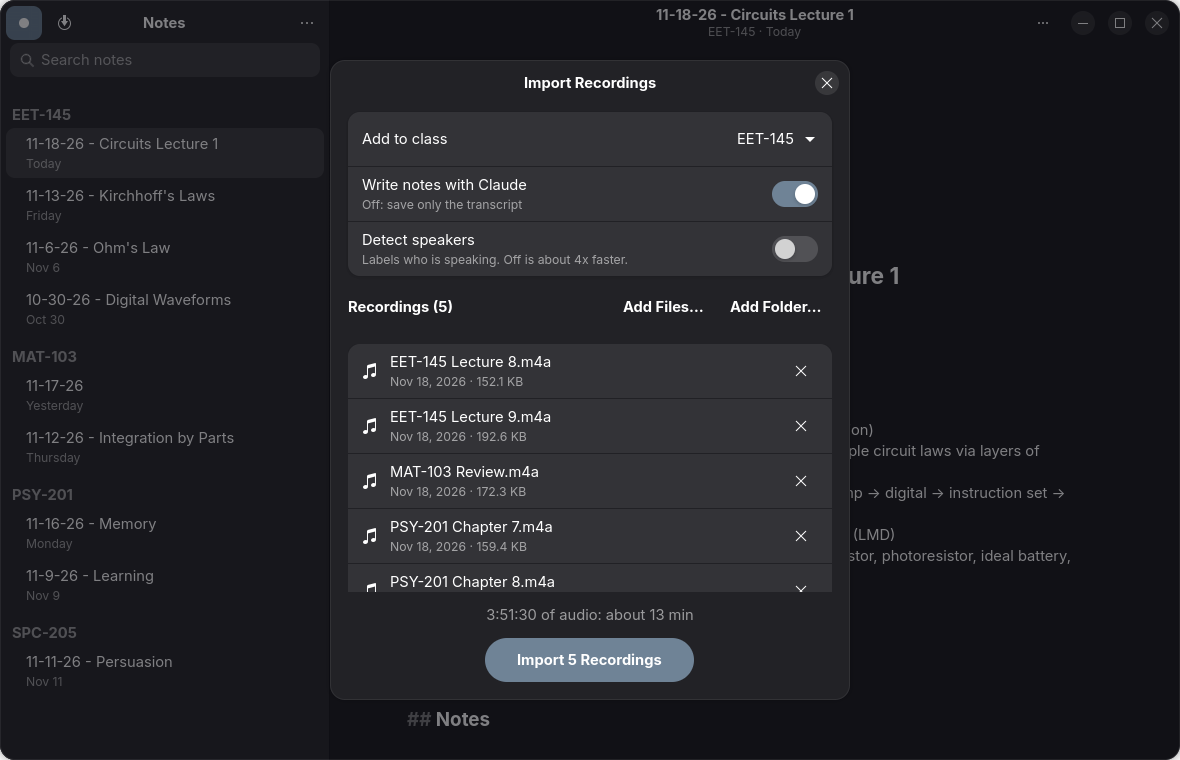 Notes
11-18-26 - Circuits Lecture 1
EET-145 · Today
Search notes
EET-145
11-18-26 - Circuits Lecture 1
Today
11-13-26 - Kirchhoff's Laws
Friday
11-6-26 - Ohm's Law
Nov 6
10-30-26 - Digital Waveforms
Oct 30
MAT-103
11-17-26
Yesterday
11-12-26 - Integration by Parts
Thursday
PSY-201
11-16-26 - Memory
Monday
11-9-26 - Learning
Nov 9
SPC-205
11-11-26 - Persuasion
Nov 11
Import Recordings
Add to class EET-145
Write notes with Claude
Off: save only the transcript
Detect speakers
Labels who is speaking. Off is about 4x faster.
Recordings (5) Add Files... Add Folder...
EET-145 Lecture 8.m4a
Nov 18, 2026 · 152.1 KB
EET-145 Lecture 9.m4a
Nov 18, 2026 · 192.6 KB
MAT-103 Review.m4a
Nov 18, 2026 · 172.3 KB
PSY-201 Chapter 7.m4a
Nov 18, 2026 · 159.4 KB
PSY-201 Chapter 8.m4a
3:51:30 of audio: about 13 min
Import 5 Recordings
ure 1
on)
ple circuit laws via layers of
→ digital → instruction set →
(LMD)
stor, photoresistor, ideal battery,
## Notes